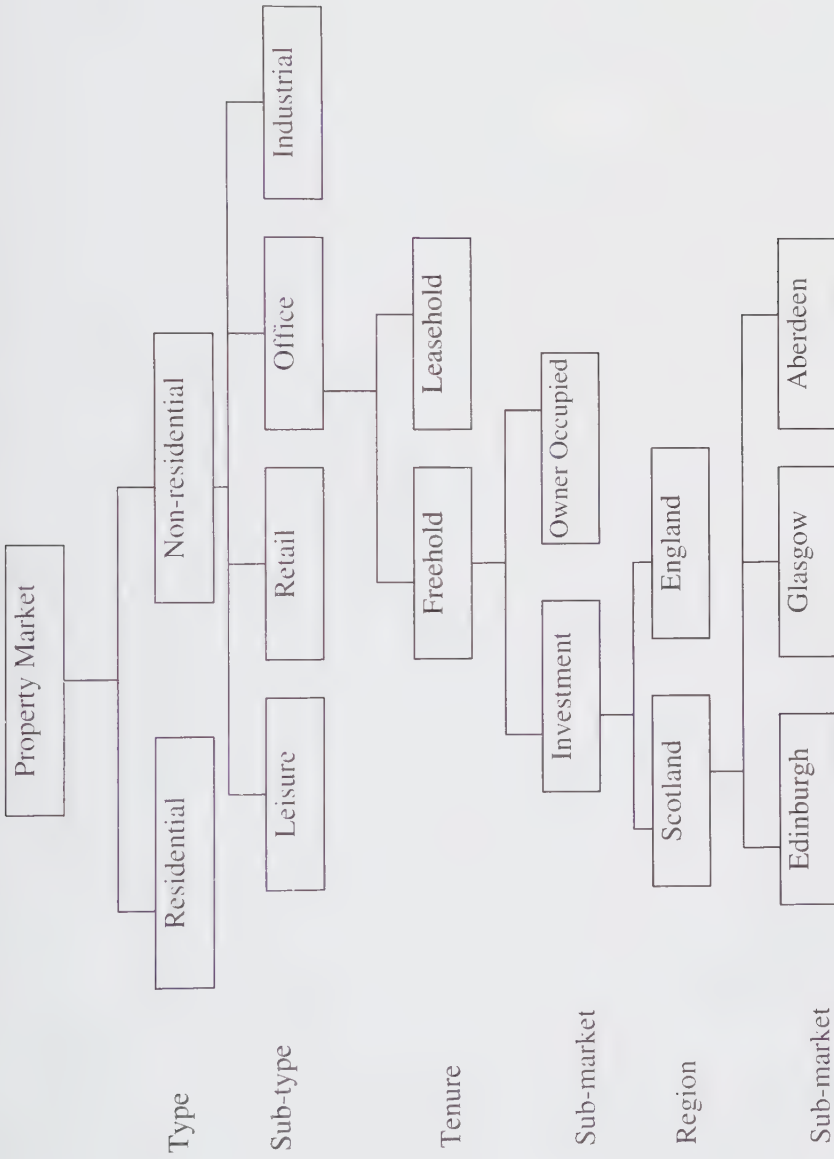 Property Market
Type
Residential
Non-residential
Sub-type
Leisure
Retail
Office
Industrial
Tenure
Freehold
Leasehold
Sub-market
Investment
Owner Occupied
Region
Scotland
England
Sub-market
Edinburgh
Glasgow
Aberdeen